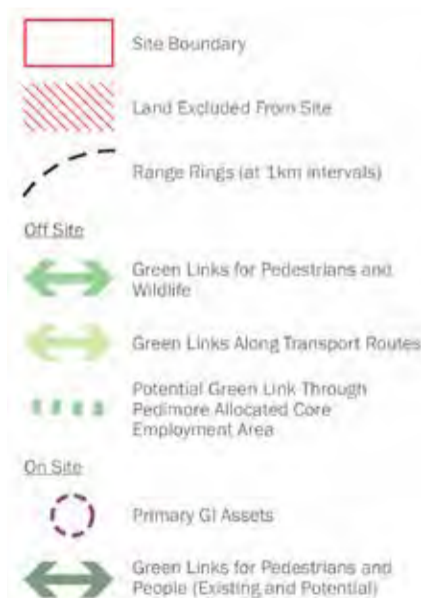 Site Boundary
Land Excluded From Site
Range Rings (at 1km intervals)
Off Site
Green Links for Pedestrians and
Wildlife
Green Links Along Transport Routes
Potential Green Link Through
Pedimore Allocated Core
Employment Area
On Site
Primary GI Assets
Green Links for Pedestrians and
People (Existing and Potential)